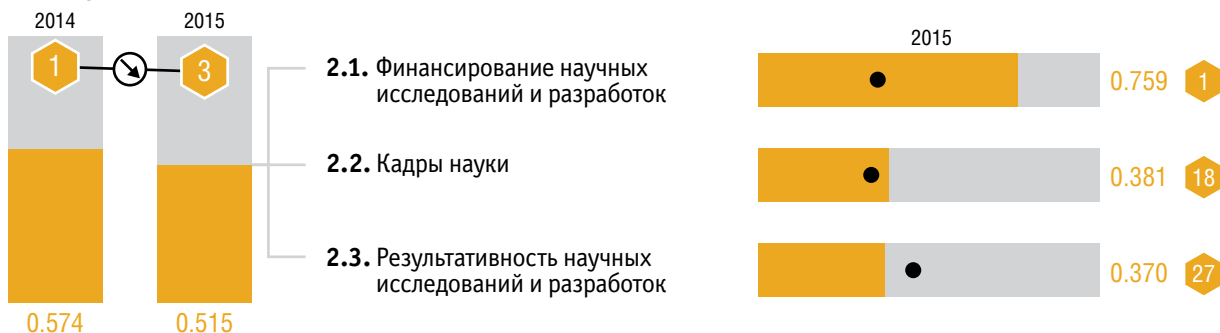 2014 2015
1 3
0.574 0.515
2.1. Финансирование научных
исследований и разработок
2.2. Кадры науки
2.3. Результативность научных
исследований и разработок
2015
0.759 1
0.381 18
0.370 27